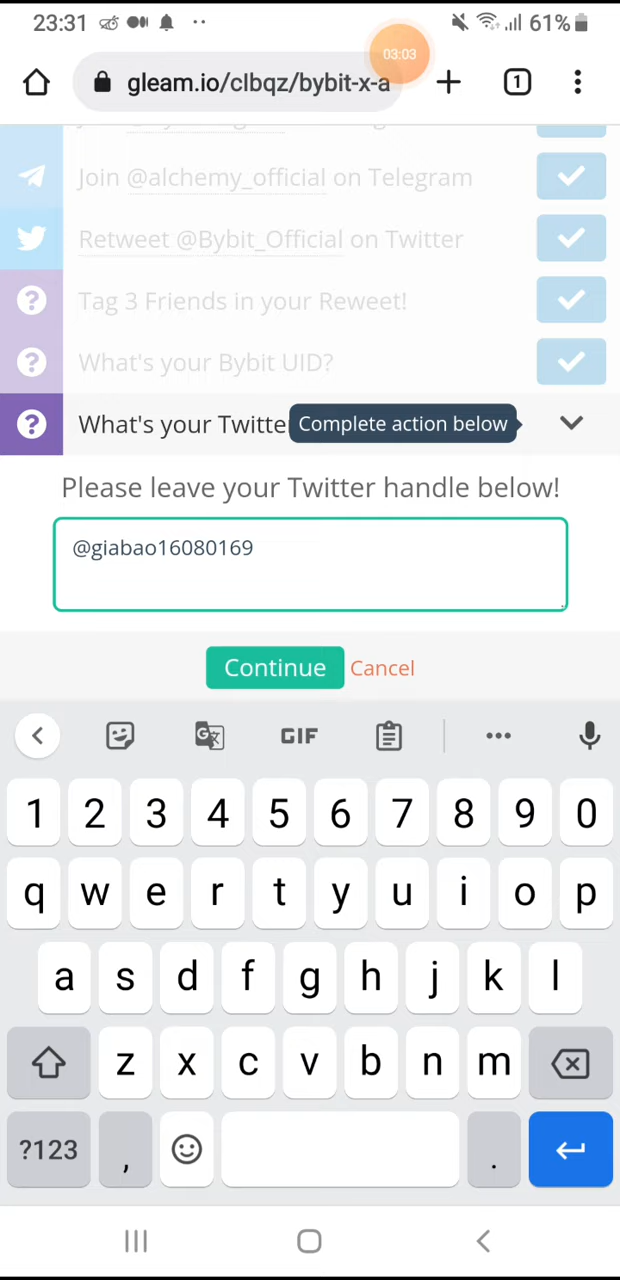 23:31
61%
03:03
gleam.io/clbqz/bybit-x-a
1
Join @alchemy_official on Telegram
Retweet @Bybit_Official on Twitter
? Tag 3 Friends in your Reweet!
? What's your Bybit UID?
? What's your Twitte Complete action below
Please leave your Twitter handle below!
@giabao16080169
Continue Cancel
GIF
1 2 3 4 5 6 7 8 9 0
q w e r t y u i o p
a s d f g h j k l
z x c v b n m
?123 , .